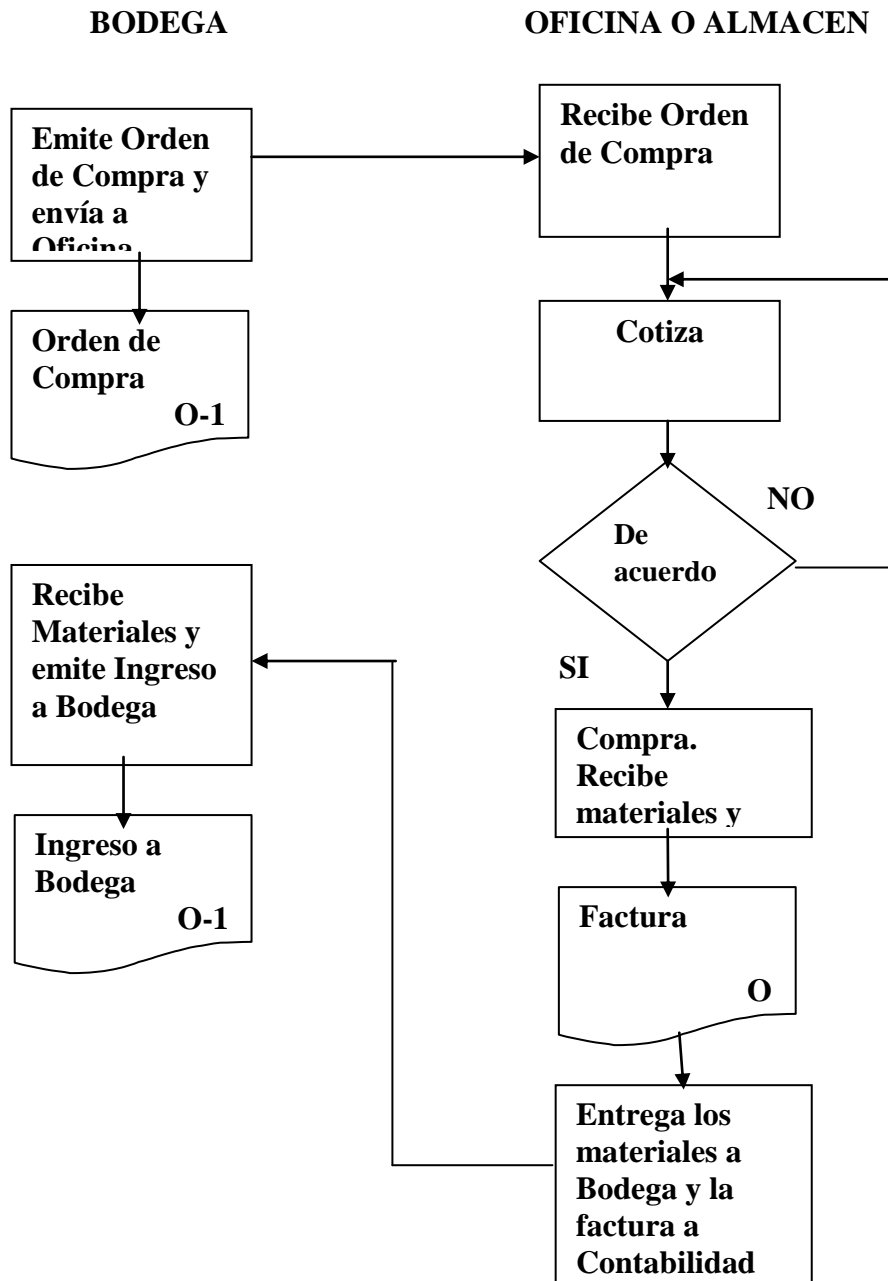 BODEGA
OFICINA O ALMACEN
Emite Orden
de Compra y
envía a
Oficina
Recibe Orden
de Compra
Orden de
Compra
O-1
Cotiza
De
acuerdo
NO
SI
Recibe
Materiales y
emite Ingreso
a Bodega
Compra.
Recibe
materiales y
Ingreso a
Bodega
O-1
Factura
O
Entrega los
materiales a
Bodega y la
factura a
Contabilidad